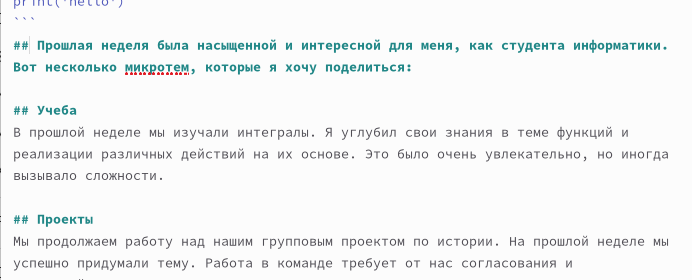 print('hello')
```
## Прошлая неделя была насыщенной и интересной для меня, как студента информатики.
Вот несколько микротем, которые я хочу поделиться:
## Учеба
В прошлой неделе мы изучали интегралы. Я углубил свои знания в теме функций и
реализации различных действий на их основе. Это было очень увлекательно, но иногда
вызывало сложности.
## Проекты
Мы продолжаем работу над нашим групповым проектом по истории. На прошлой неделе мы
успешно придумали тему. Работа в команде требует от нас согласования и